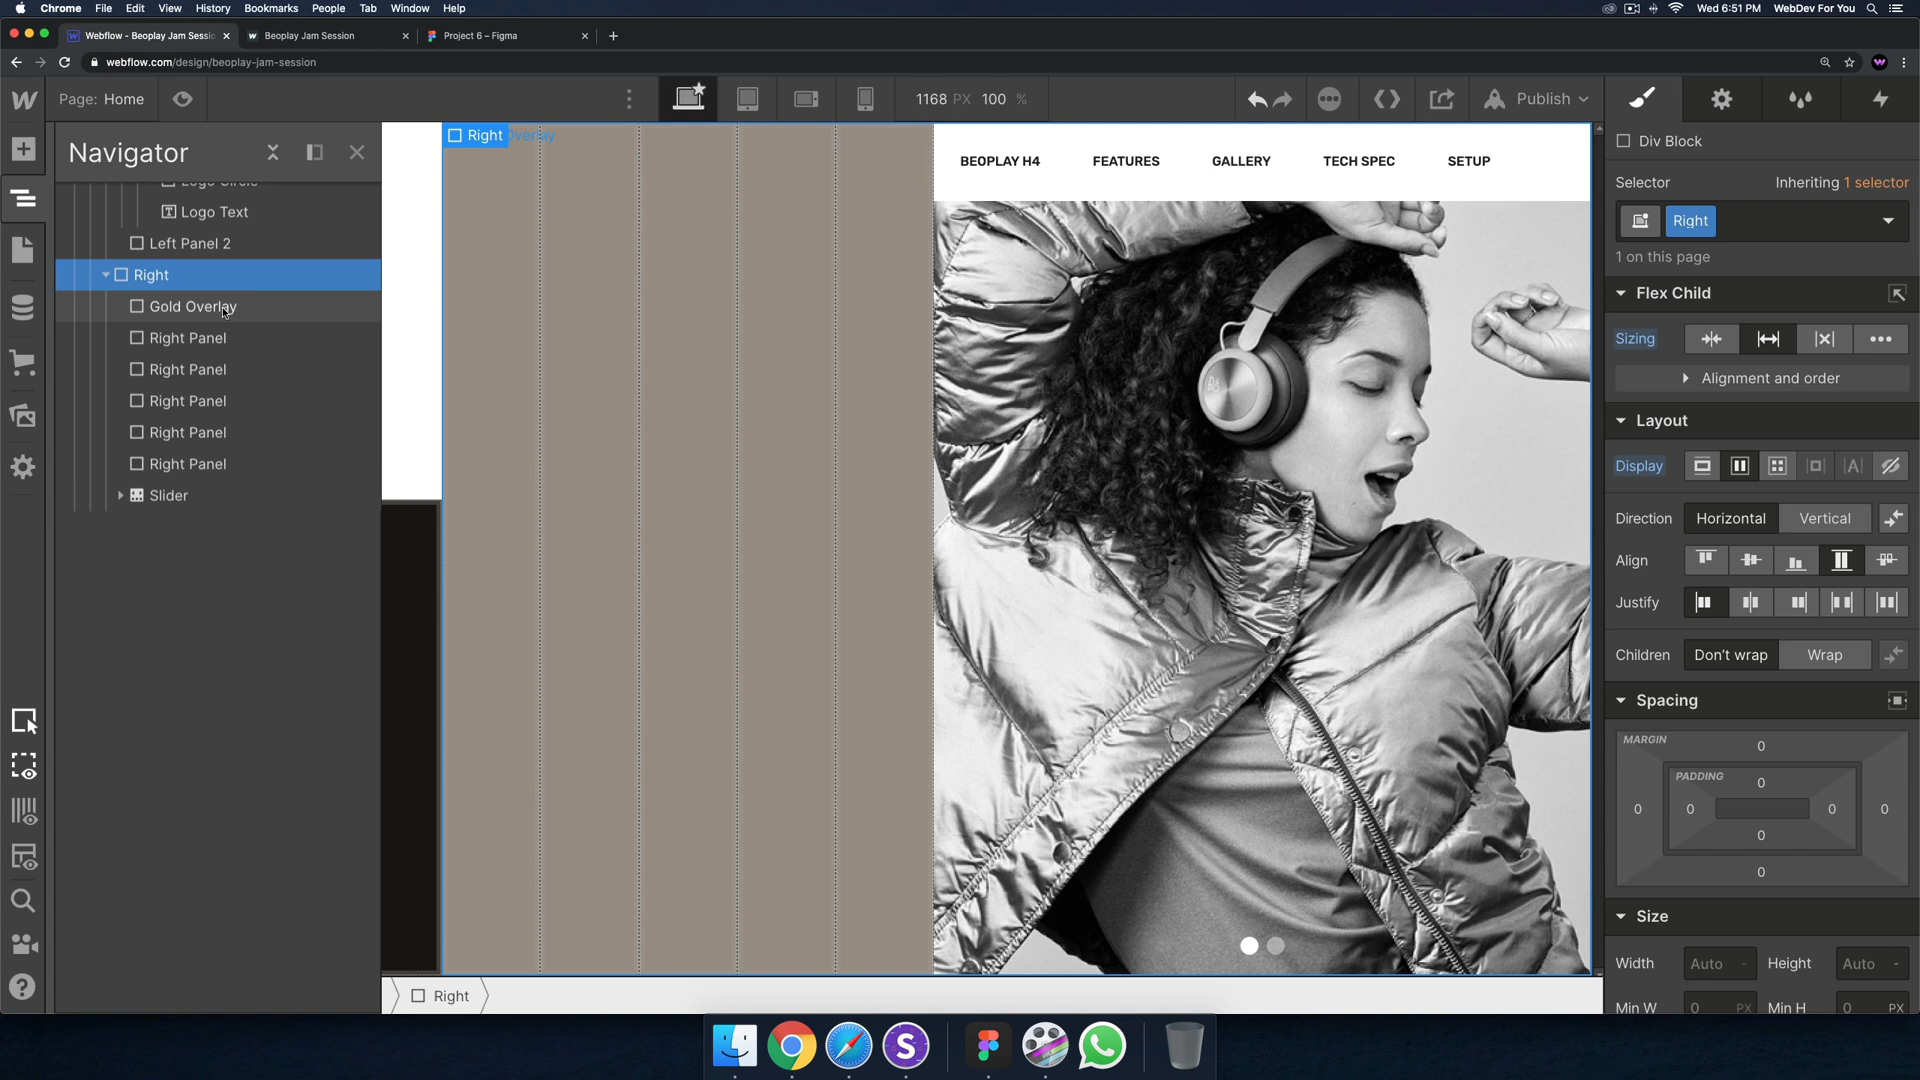 Chrome File Edit View History Bookmarks People Tab Window Help
Wed 6:51 PM WebDev For You
Webflow - Beoplay Jam Sessio
Beoplay Jam Session
Project 6 – Figma
webflow.com/design/beoplay-jam-session
Page: Home
1168 PX 100 %
Publish
Navigator
Logo Circle
Logo Text
Left Panel 2
Right
Gold Overlay
Right Panel
Right Panel
Right Panel
Right Panel
Right Panel
Slider
Right
Overlay
BEOPLAY H4 FEATURES GALLERY TECH SPEC SETUP
Right
Div Block
Selector Inheriting 1 selector
Right
1 on this page
Flex Child
Sizing
Alignment and order
Layout
Display
Direction Horizontal Vertical
Align
Justify
Children Don't wrap Wrap
Spacing
MARGIN 0
PADDING 0
0 0 0 0
0
0
Size
Width Auto - Height Auto -
Min W 0 PX Min H 0 PX